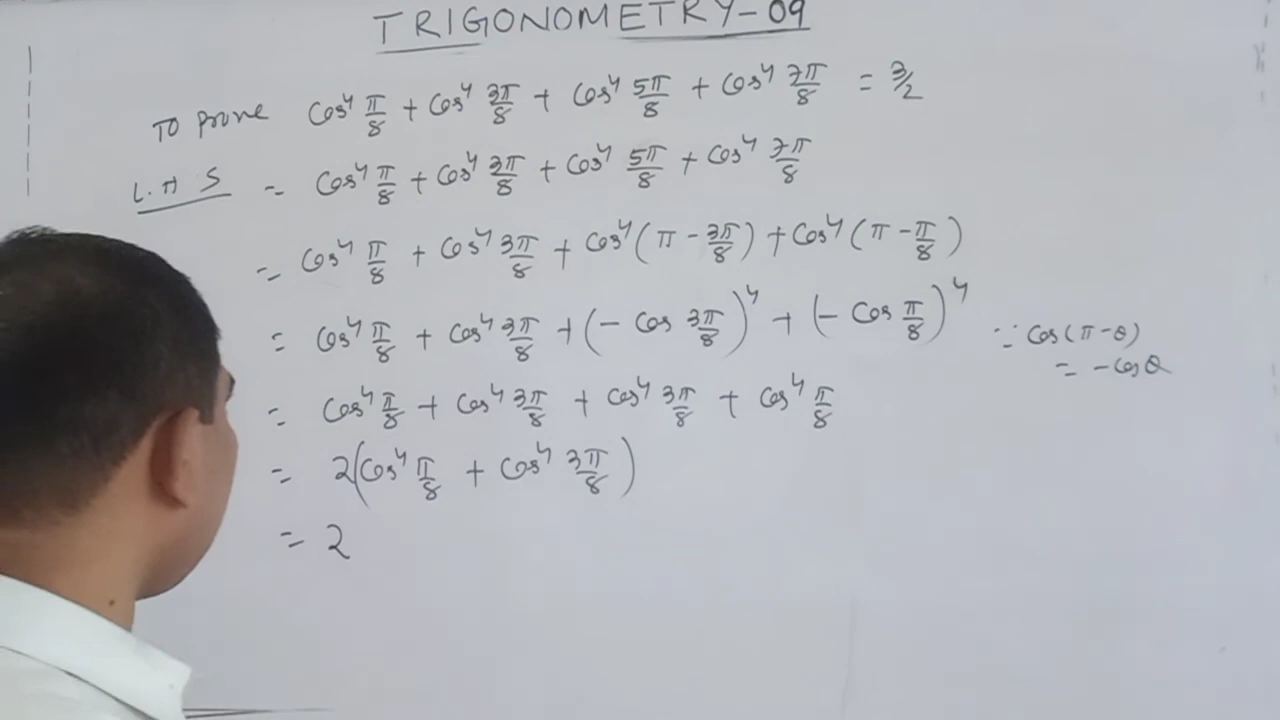 TRIGONOMETRY-09
To prove cos⁴ π/8 + cos⁴ 3π/8 + cos⁴ 5π/8 + cos⁴ 7π/8 = 3/2
L.H S = cos⁴ π/8 + cos⁴ 3π/8 + cos⁴ 5π/8 + cos⁴ 7π/8
= cos⁴ π/8 + cos⁴ 3π/8 + cos⁴ (π - 3π/8) + cos⁴ (π - π/8)
= cos⁴ π/8 + cos⁴ 3π/8 + (- cos 3π/8)⁴ + (- cos π/8)⁴ ∵ cos(π-θ)
= -cosθ
= cos⁴ π/8 + cos⁴ 3π/8 + cos⁴ 3π/8 + cos⁴ π/8
= 2(cos⁴ π/8 + cos⁴ 3π/8)
= 2